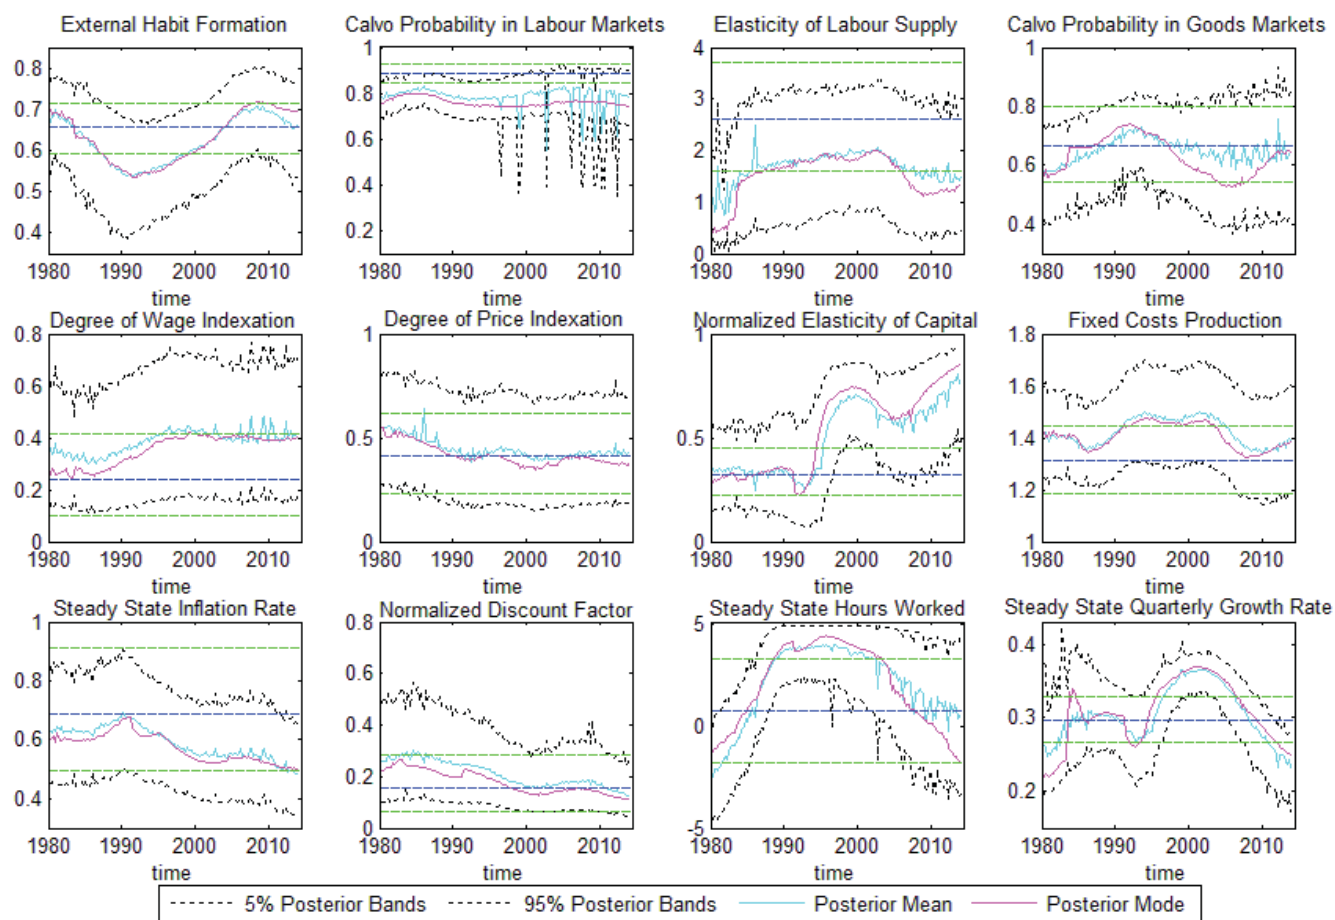 External Habit Formation
Calvo Probability in Labour Markets
Elasticity of Labour Supply
Calvo Probability in Goods Markets
0.8
0.7
0.6
0.5
0.4
1980 1990 2000 2010
time
1
0.8
0.6
0.4
0.2
1980 1990 2000 2010
time
4
3
2
1
0
1980 1990 2000 2010
time
1
0.8
0.6
0.4
1980 1990 2000 2010
time
Degree of Wage Indexation
Degree of Price Indexation
Normalized Elasticity of Capital
Fixed Costs Production
0.8
0.6
0.4
0.2
0
1980 1990 2000 2010
time
1
0.5
0
1980 1990 2000 2010
time
1
0.5
0
1980 1990 2000 2010
time
1.8
1.6
1.4
1.2
1
1980 1990 2000 2010
time
Steady State Inflation Rate
Normalized Discount Factor
Steady State Hours Worked
Steady State Quarterly Growth Rate
1
0.8
0.6
0.4
1980 1990 2000 2010
time
0.8
0.6
0.4
0.2
0
1980 1990 2000 2010
time
5
0
-5
1980 1990 2000 2010
time
0.4
0.3
0.2
1980 1990 2000 2010
time
5% Posterior Bands 95% Posterior Bands Posterior Mean Posterior Mode